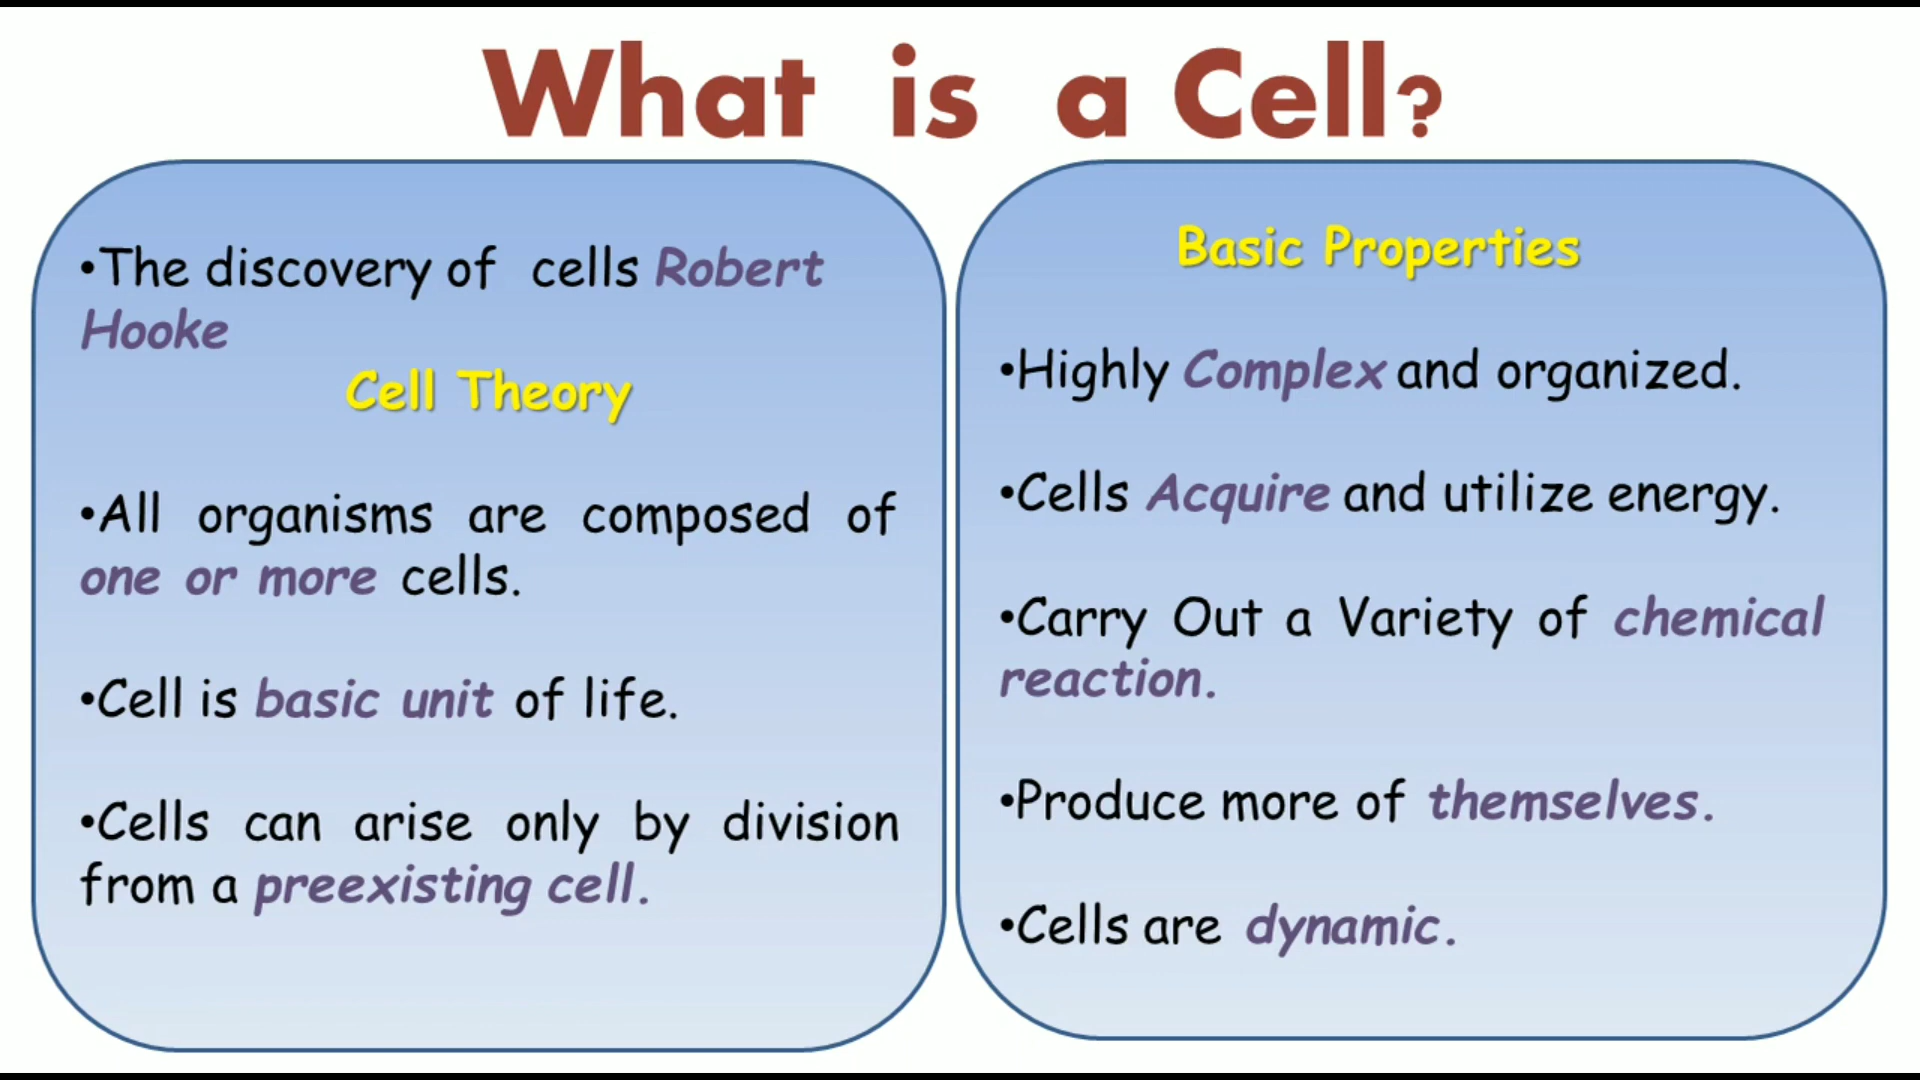 What is a Cell?
•The discovery of cells Robert
Hooke
Cell Theory
•All organisms are composed of
one or more cells.
•Cell is basic unit of life.
•Cells can arise only by division
from a preexisting cell.
Basic Properties
•Highly Complex and organized.
•Cells Acquire and utilize energy.
•Carry Out a Variety of chemical
reaction.
•Produce more of themselves.
•Cells are dynamic.